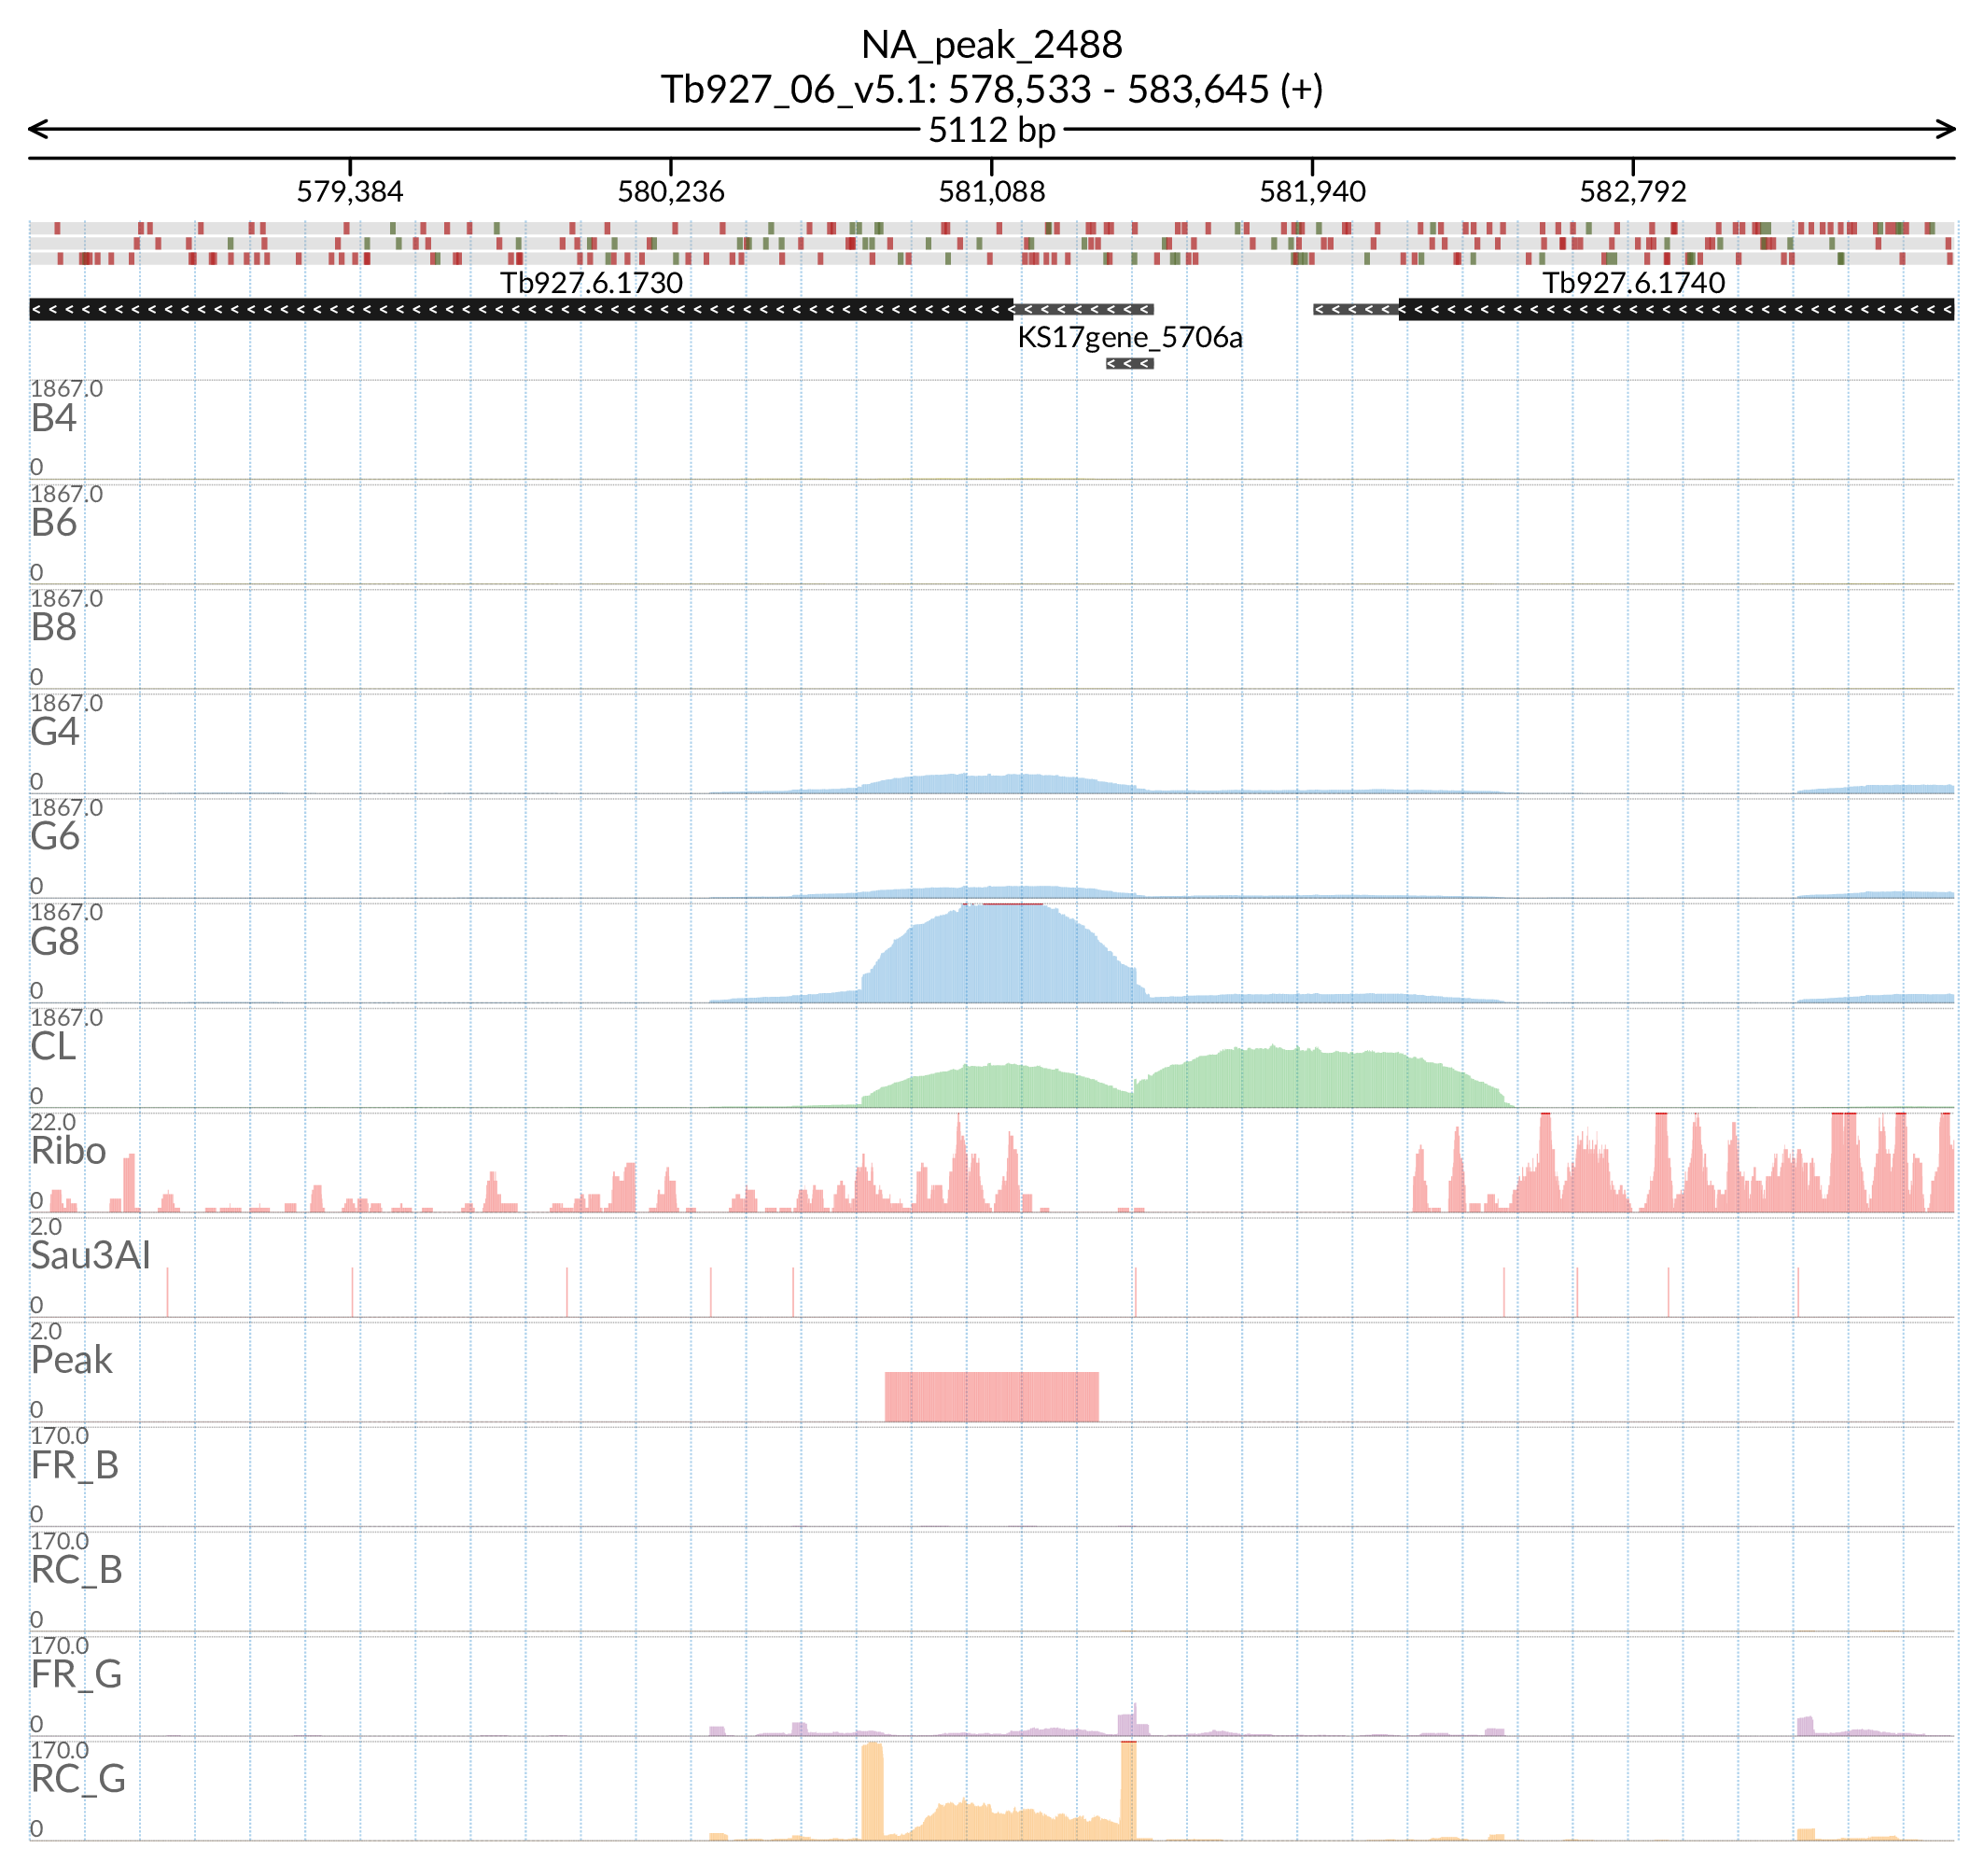 NA_peak_2488
Tb927_06_v5.1: 578,533 - 583,645 (+)
5112 bp
579,384 580,236 581,088 581,940 582,792
Tb927.6.1730 Tb927.6.1740
KS17gene_5706a
1867.0
B4
0
1867.0
B6
0
1867.0
B8
0
1867.0
G4
0
1867.0
G6
0
1867.0
G8
0
1867.0
CL
0
22.0
Ribo
0
2.0
Sau3AI
0
2.0
Peak
0
170.0
FR_B
0
170.0
RC_B
0
170.0
FR_G
0
170.0
RC_G
0